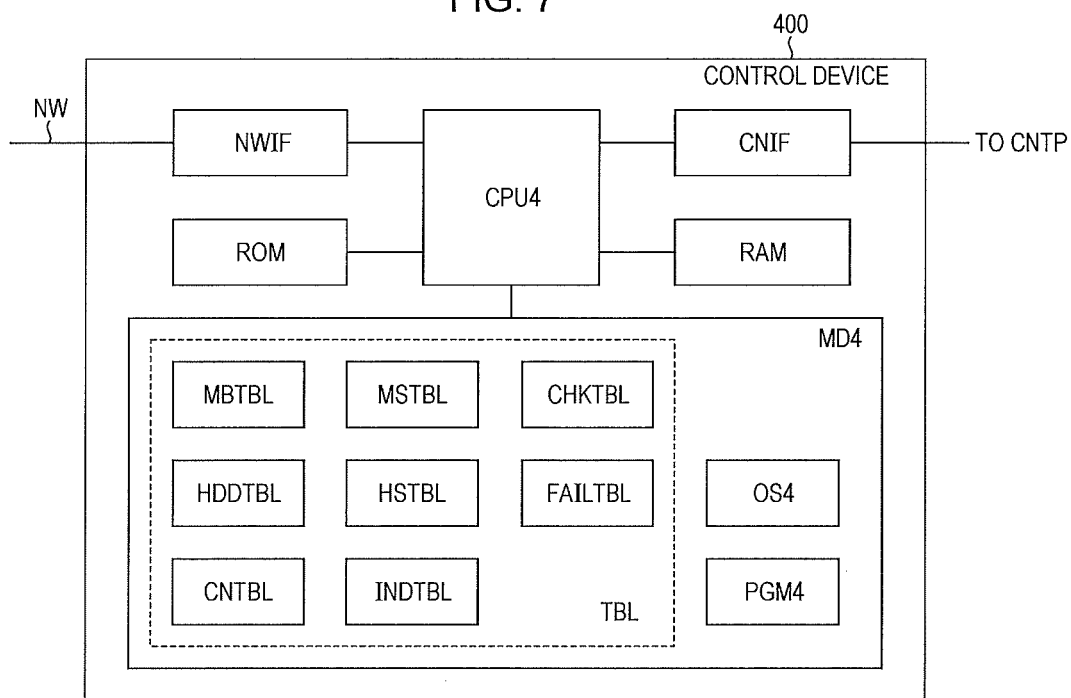 FIG. 7
400
CONTROL DEVICE
NW
NWIF
CPU4
CNIF
TO CNTP
ROM
RAM
MD4
MBTBL
MSTBL
CHKTBL
HDDTBL
HSTBL
FAILTBL
OS4
CNTBL
INDTBL
TBL
PGM4